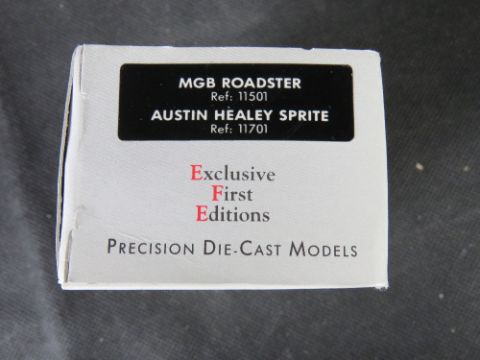 MGB ROADSTER
Ref: 11501
AUSTIN HEALEY SPRITE
Ref: 11701
Exclusive
First
Editions
PRECISION DIE-CAST MODELS